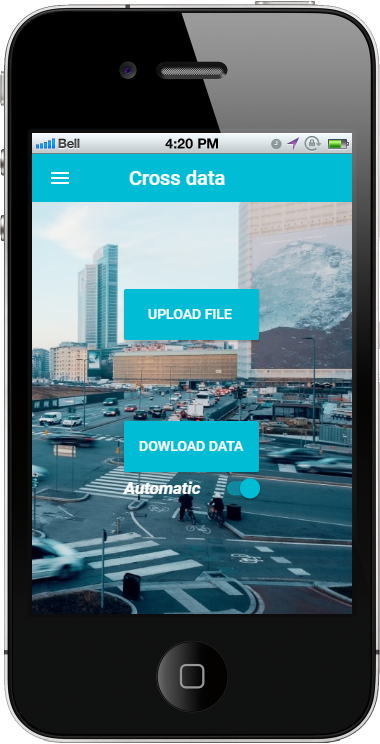 Bell 4:20 PM
Cross data
UPLOAD FILE
DOWLOAD DATA
Automatic